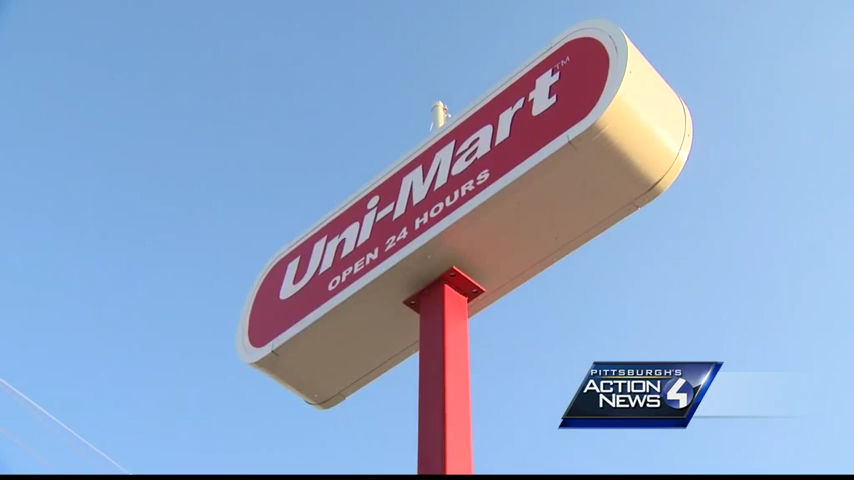 Uni-Mart™
OPEN 24 HOURS
PITTSBURGH'S
ACTION
NEWS 4